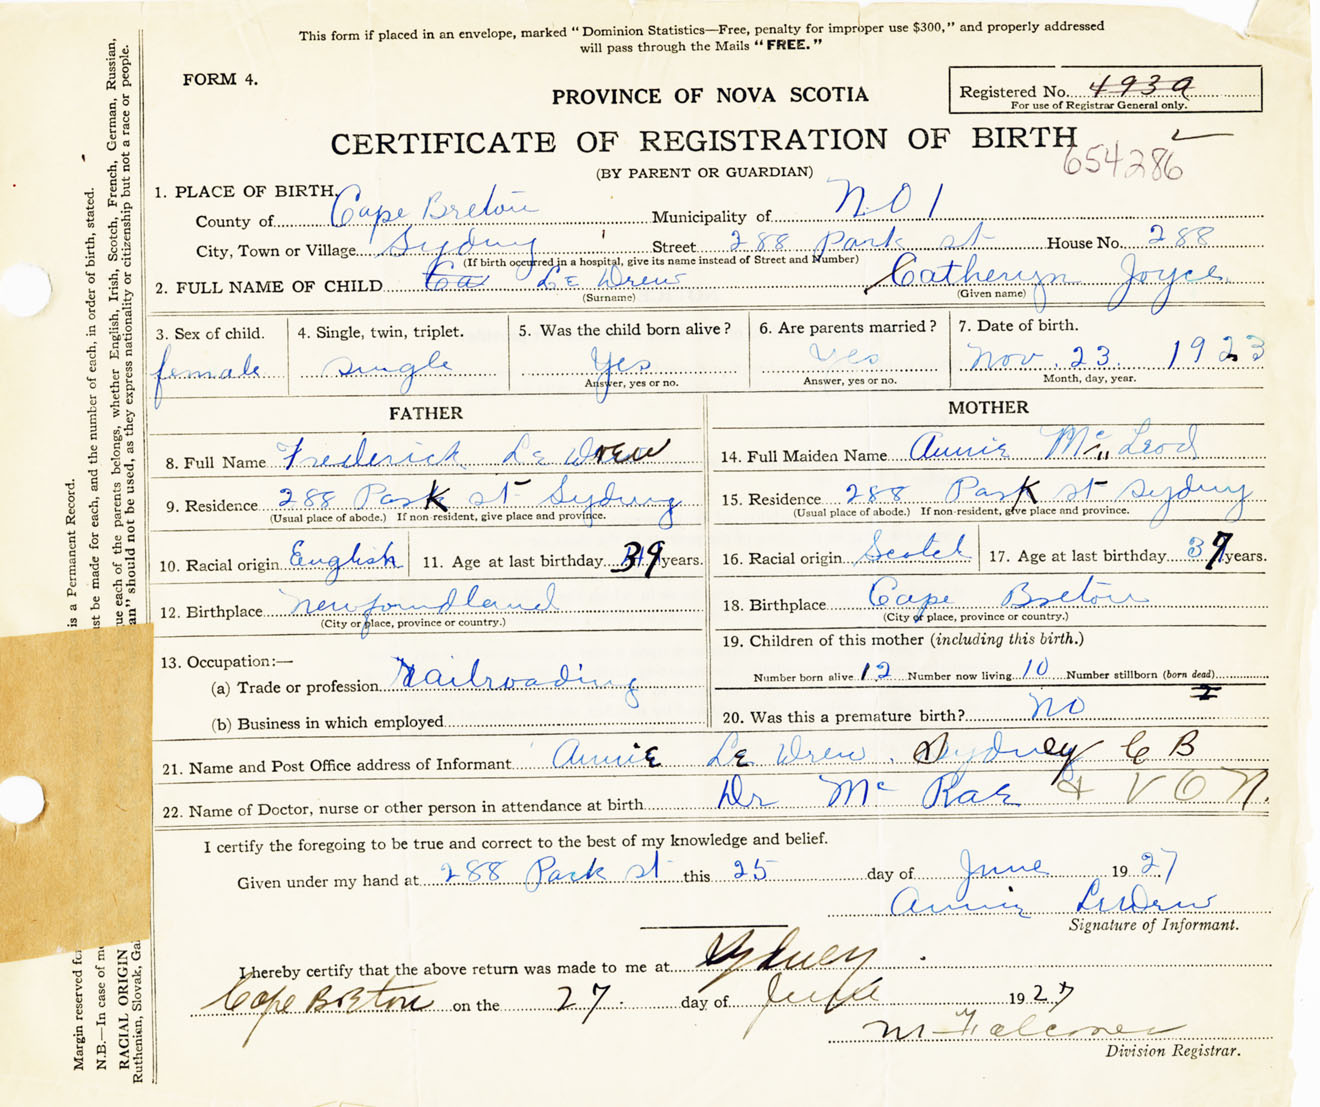 This form if placed in an envelope, marked "Dominion Statistics—Free, penalty for improper use $300," and properly addressed
will pass through the Mails "FREE."
FORM 4.
Registered No. 493a
For use of Registrar General only.
PROVINCE OF NOVA SCOTIA
CERTIFICATE OF REGISTRATION OF BIRTH
654286
(BY PARENT OR GUARDIAN)
1. PLACE OF BIRTH,
County of Cape Breton Municipality of NO 1
City, Town or Village Sydney Street 288 Park st House No. 288
(If birth occurred in a hospital, give its name instead of Street and Number)
2. FULL NAME OF CHILD Ca Le Drew Catheryn Joyce
(Surname) (Given name)
3. Sex of child. 4. Single, twin, triplet. 5. Was the child born alive? 6. Are parents married? 7. Date of birth.
female single Yes Yes Nov. 23. 1923
Answer, yes or no. Answer, yes or no. Month, day, year.
FATHER MOTHER
8. Full Name Frederick Le Drew 14. Full Maiden Name Annie Mc Leod
9. Residence 288 Park st Sydney 15. Residence 288 Park st Sydney
(Usual place of abode.) If non-resident, give place and province. (Usual place of abode.) If non-resident, give place and province.
10. Racial origin English 11. Age at last birthday 39 years. 16. Racial origin Scotch 17. Age at last birthday 37 years.
12. Birthplace Newfoundland 18. Birthplace Cape Breton
(City or place, province or country.) (City or place, province or country.)
13. Occupation:— 19. Children of this mother (including this birth.)
(a) Trade or profession railroading Number born alive 12 Number now living 10 Number stillborn (born dead) 2
(b) Business in which employed 20. Was this a premature birth? NO
21. Name and Post Office address of Informant Annie Le Drew. Sydney C B
22. Name of Doctor, nurse or other person in attendance at birth Dr Mc Rae + V O N.
I certify the foregoing to be true and correct to the best of my knowledge and belief.
Given under my hand at 288 Park st this 25 day of June 1927
Annie LeDrew
Signature of Informant.
I hereby certify that the above return was made to me at Sydney
Cape Breton on the 27. day of June 1927
M Falconer
Division Registrar.
Margin reserved
is a Permanent Record.
N.B.—In case of
must be made for each, and the number of each, in order of birth, stated.
RACIAL ORIGIN
each of the parents belongs, whether English, Irish, Scotch, French, German, Russian,
Ruthenian, Slovak,
should not be used, as they express nationality or citizenship but not a race or people.